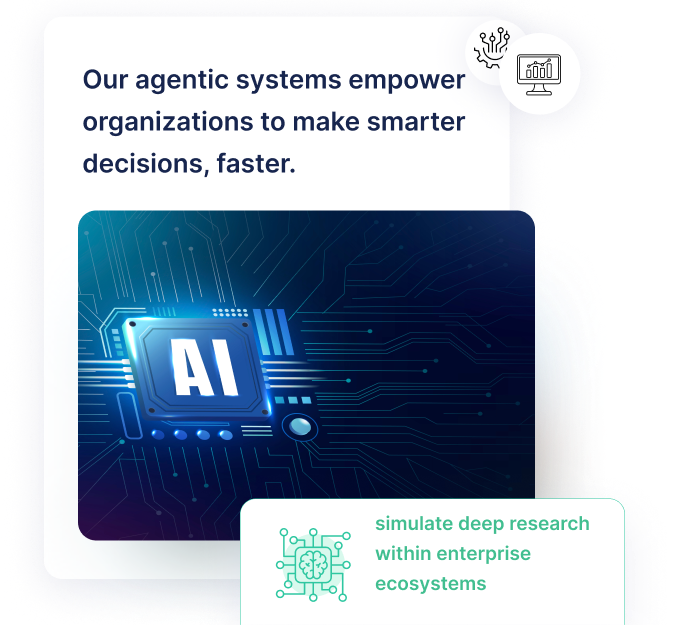 Our agentic systems empower
organizations to make smarter
decisions, faster.
AI
simulate deep research
within enterprise
ecosystems